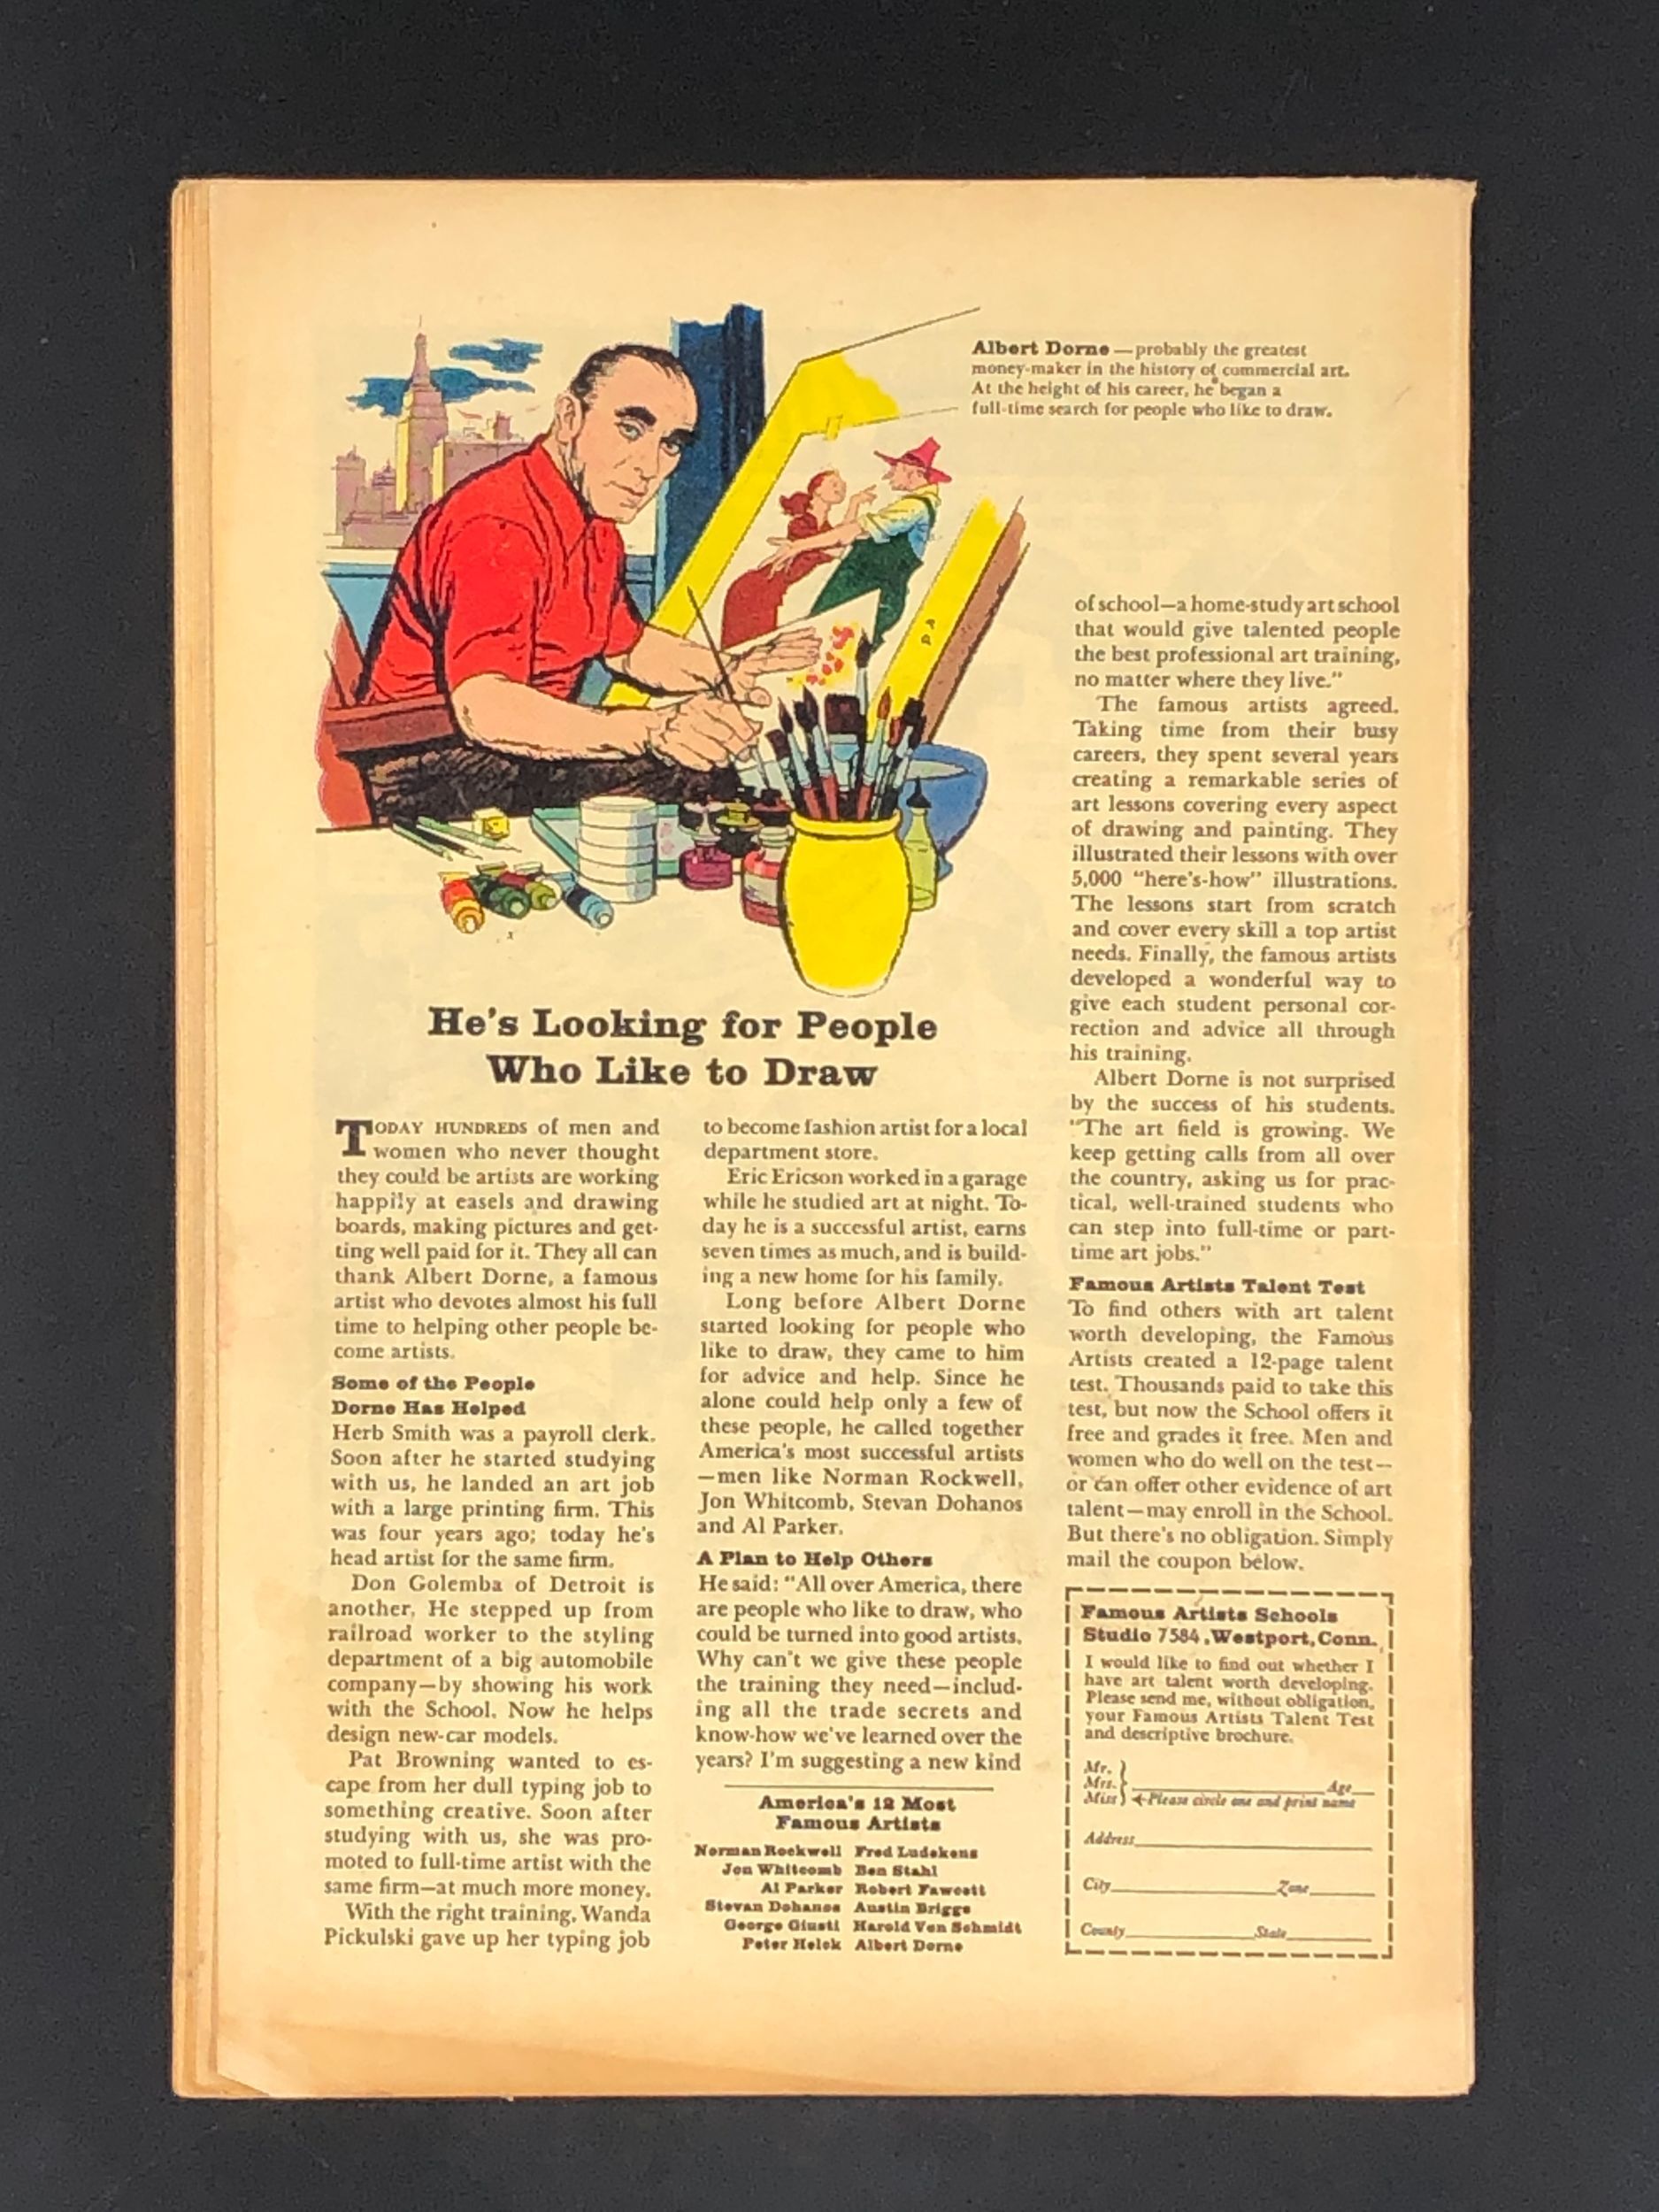 Albert Dorne — probably the greatest
money-maker in the history of commercial art.
At the height of his career, he began a
full-time search for people who like to draw.
He's Looking for People
Who Like to Draw
TODAY HUNDREDS of men and
women who never thought
they could be artists are working
happily at easels and drawing
boards, making pictures and get-
ting well paid for it. They all can
thank Albert Dorne, a famous
artist who devotes almost his full
time to helping other people be-
come artists.
Some of the People
Dorne Has Helped
Herb Smith was a payroll clerk.
Soon after he started studying
with us, he landed an art job
with a large printing firm. This
was four years ago; today he's
head artist for the same firm.
Don Golemba of Detroit is
another. He stepped up from
railroad worker to the styling
department of a big automobile
company—by showing his work
with the School. Now he helps
design new-car models.
Pat Browning wanted to es-
cape from her dull typing job to
something creative. Soon after
studying with us, she was pro-
moted to full-time artist with the
same firm—at much more money.
With the right training, Wanda
Pickulski gave up her typing job
to become fashion artist for a local
department store.
Eric Ericson worked in a garage
while he studied art at night. To-
day he is a successful artist, earns
seven times as much, and is build-
ing a new home for his family.
Long before Albert Dorne
started looking for people who
like to draw, they came to him
for advice and help. Since he
alone could help only a few of
these people, he called together
America's most successful artists
—men like Norman Rockwell,
Jon Whitcomb, Stevan Dohanos
and Al Parker.
A Plan to Help Others
He said: "All over America, there
are people who like to draw, who
could be turned into good artists.
Why can't we give these people
the training they need—includ-
ing all the trade secrets and
know-how we've learned over the
years? I'm suggesting a new kind
America's 12 Most
Famous Artists
Norman Rockwell Fred Ludekens
Jon Whitcomb Ben Stahl
Al Parker Robert Fawcett
Stevan Dohanos Austin Briggs
George Giusti Harold Von Schmidt
Peter Helck Albert Dorne
of school—a home-study art school
that would give talented people
the best professional art training,
no matter where they live."
The famous artists agreed.
Taking time from their busy
careers, they spent several years
creating a remarkable series of
art lessons covering every aspect
of drawing and painting. They
illustrated their lessons with over
5,000 "here's-how" illustrations.
The lessons start from scratch
and cover every skill a top artist
needs. Finally, the famous artists
developed a wonderful way to
give each student personal cor-
rection and advice all through
his training.
Albert Dorne is not surprised
by the success of his students.
"The art field is growing. We
keep getting calls from all over
the country, asking us for prac-
tical, well-trained students who
can step into full-time or part-
time art jobs."
Famous Artists Talent Test
To find others with art talent
worth developing, the Famous
Artists created a 12-page talent
test. Thousands paid to take this
test, but now the School offers it
free and grades it free. Men and
women who do well on the test—
or can offer other evidence of art
talent—may enroll in the School.
But there's no obligation. Simply
mail the coupon below.
Famous Artists Schools
Studio 7584, Westport, Conn.
I would like to find out whether I
have art talent worth developing.
Please send me, without obligation,
your Famous Artists Talent Test
and descriptive brochure.
Mr.
Mrs. Age
Miss Please circle one and print name
Address
City Zone
County State